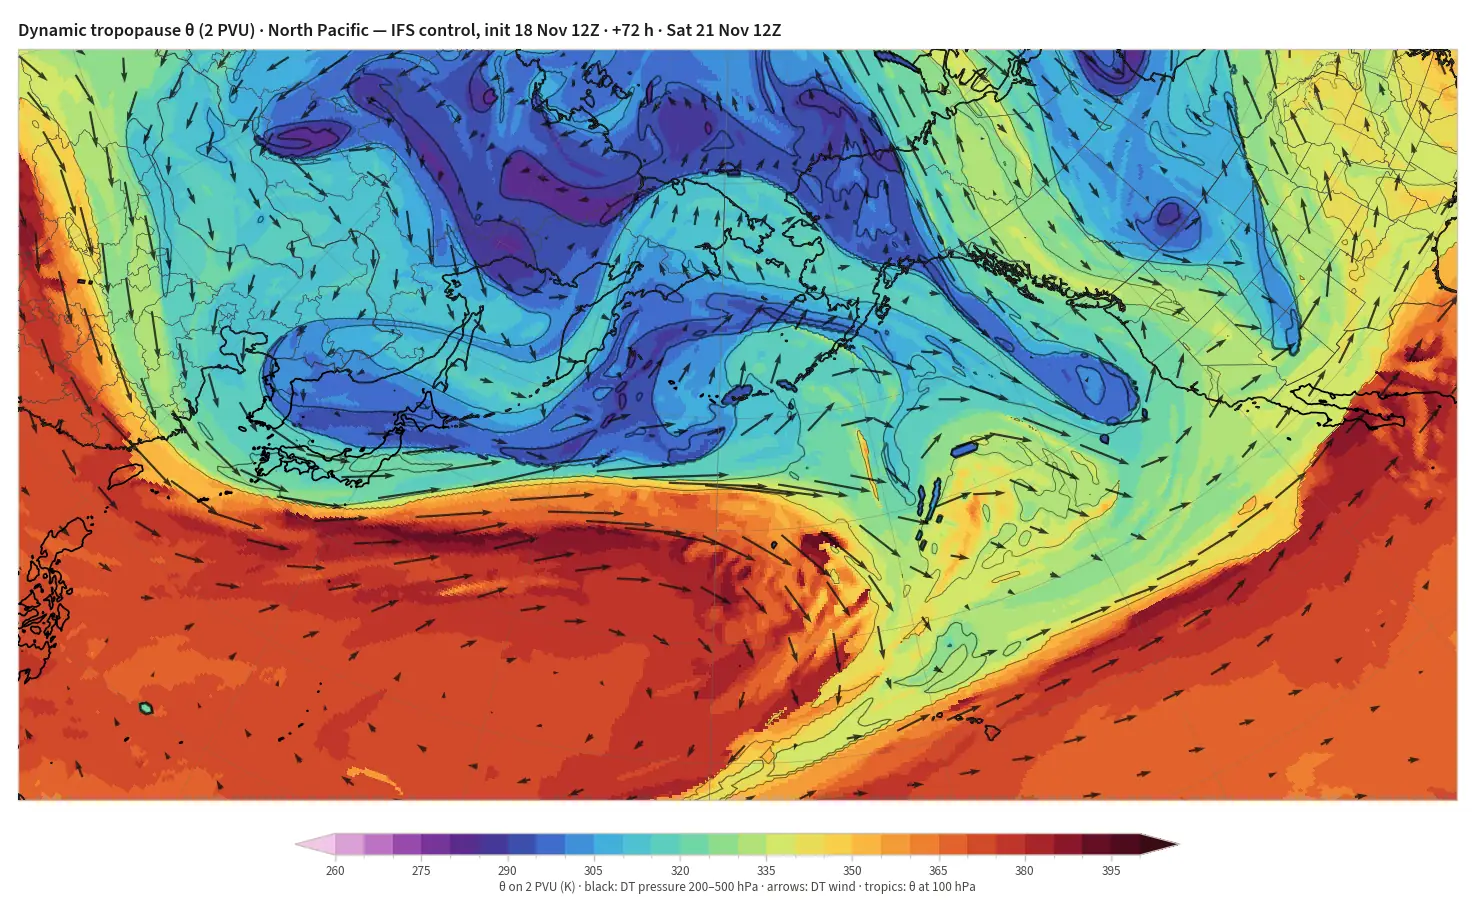 Dynamic tropopause θ (2 PVU) · North Pacific — IFS control, init 18 Nov 12Z · +72 h · Sat 21 Nov 12Z
260 275 290 305 320 335 350 365 380 395
θ on 2 PVU (K) · black: DT pressure 200–500 hPa · arrows: DT wind · tropics: θ at 100 hPa